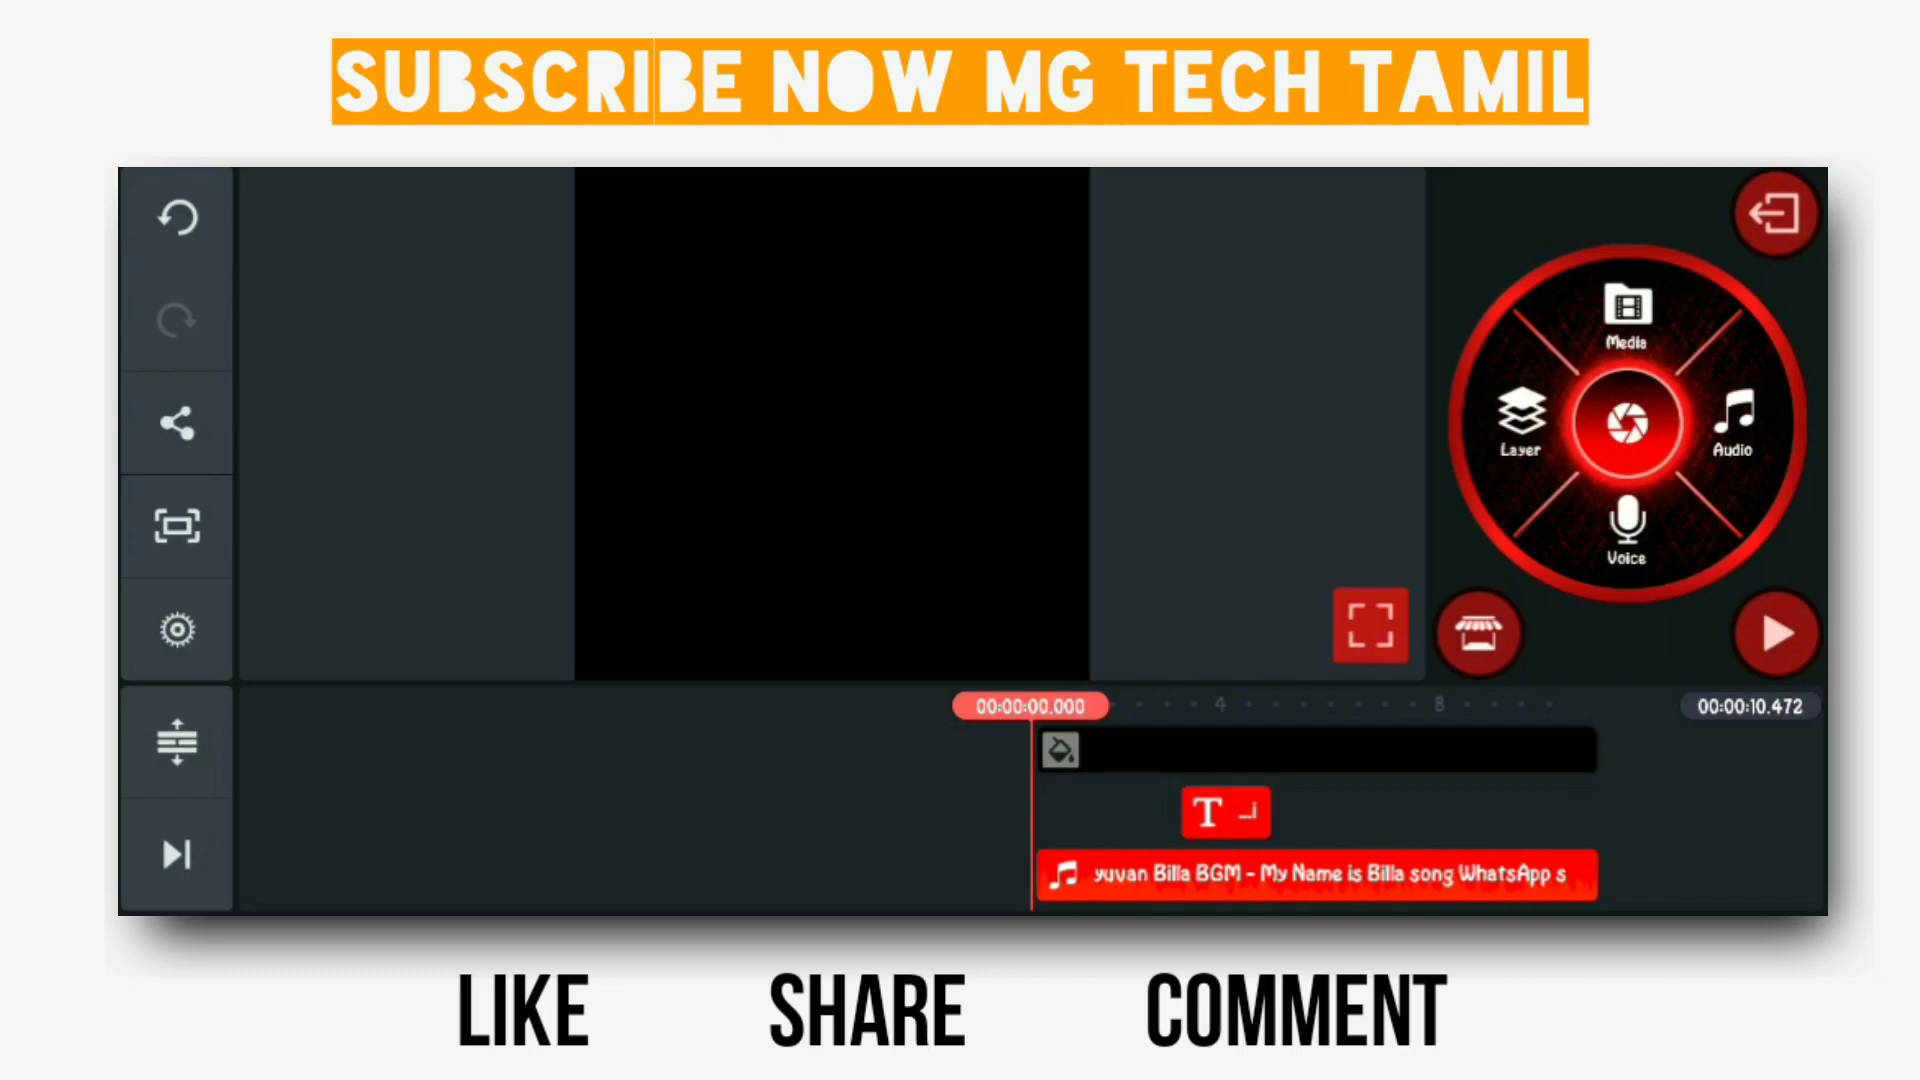 SUBSCRIBE NOW MG TECH TAMIL
Media
Layer
Audio
Voice
00:00:00.000
4
8
00:00:10.472
T ...i
yuvan Billa BGM - My Name is Billa song WhatsApp s
LIKE SHARE COMMENT